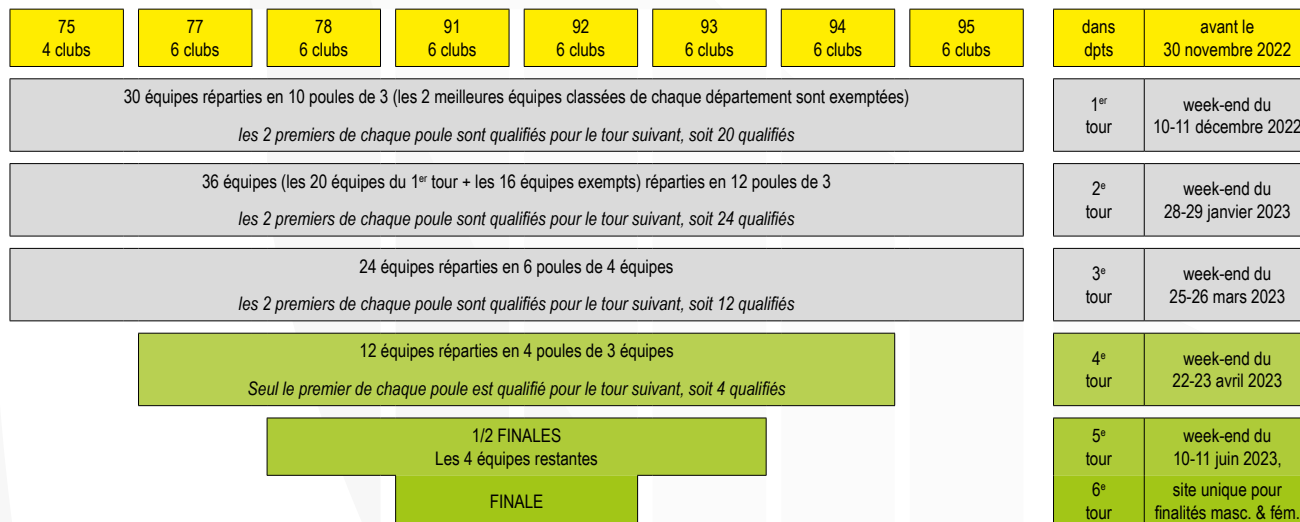 75
4 clubs
77
6 clubs
78
6 clubs
91
6 clubs
92
6 clubs
93
6 clubs
94
6 clubs
95
6 clubs
dans
dpts
avant le
30 novembre 2022
30 équipes réparties en 10 poules de 3 (les 2 meilleures équipes classées de chaque département sont exemptées)
les 2 premiers de chaque poule sont qualifiés pour le tour suivant, soit 20 qualifiés
1er
tour
week-end du
10-11 décembre 2022
36 équipes (les 20 équipes du 1er tour + les 16 équipes exempts) réparties en 12 poules de 3
les 2 premiers de chaque poule sont qualifiés pour le tour suivant, soit 24 qualifiés
2e
tour
week-end du
28-29 janvier 2023
24 équipes réparties en 6 poules de 4 équipes
les 2 premiers de chaque poule sont qualifiés pour le tour suivant, soit 12 qualifiés
3e
tour
week-end du
25-26 mars 2023
12 équipes réparties en 4 poules de 3 équipes
Seul le premier de chaque poule est qualifié pour le tour suivant, soit 4 qualifiés
4e
tour
week-end du
22-23 avril 2023
1/2 FINALES
Les 4 équipes restantes
5e
tour
week-end du
10-11 juin 2023,
FINALE
6e
tour
site unique pour
finalités masc. & fém.